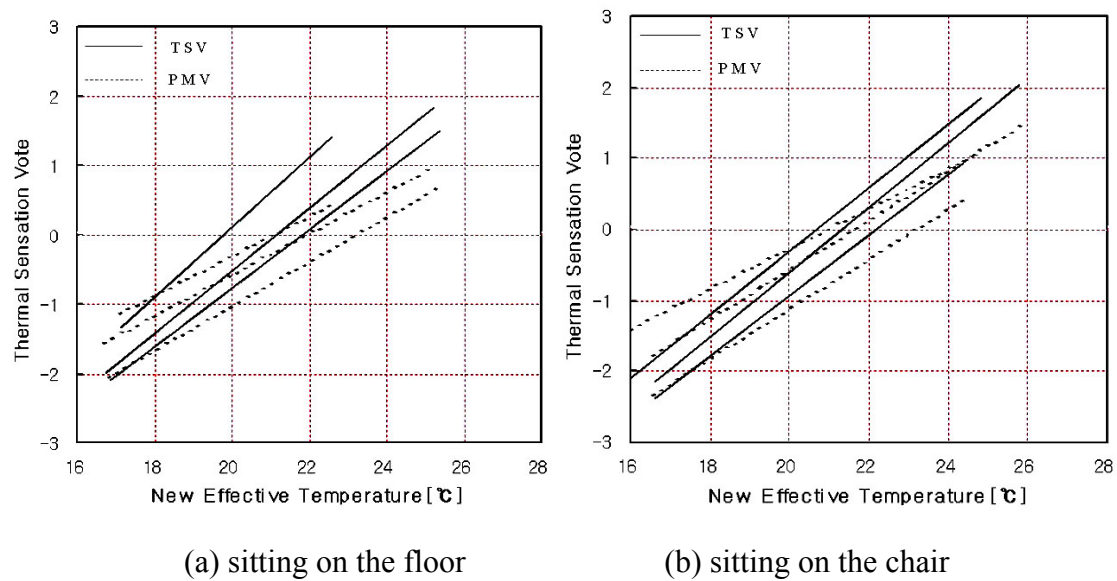 3
2
1
0
-1
-2
-3
Thermal Sensation Vote
TSV
PMV
16 18 20 22 24 26 28
New Effective Temperature [℃]
(a) sitting on the floor
3
2
1
0
-1
-2
-3
Thermal Sensation Vote
TSV
PMV
16 18 20 22 24 26 28
New Effective Temperature [℃]
(b) sitting on the chair